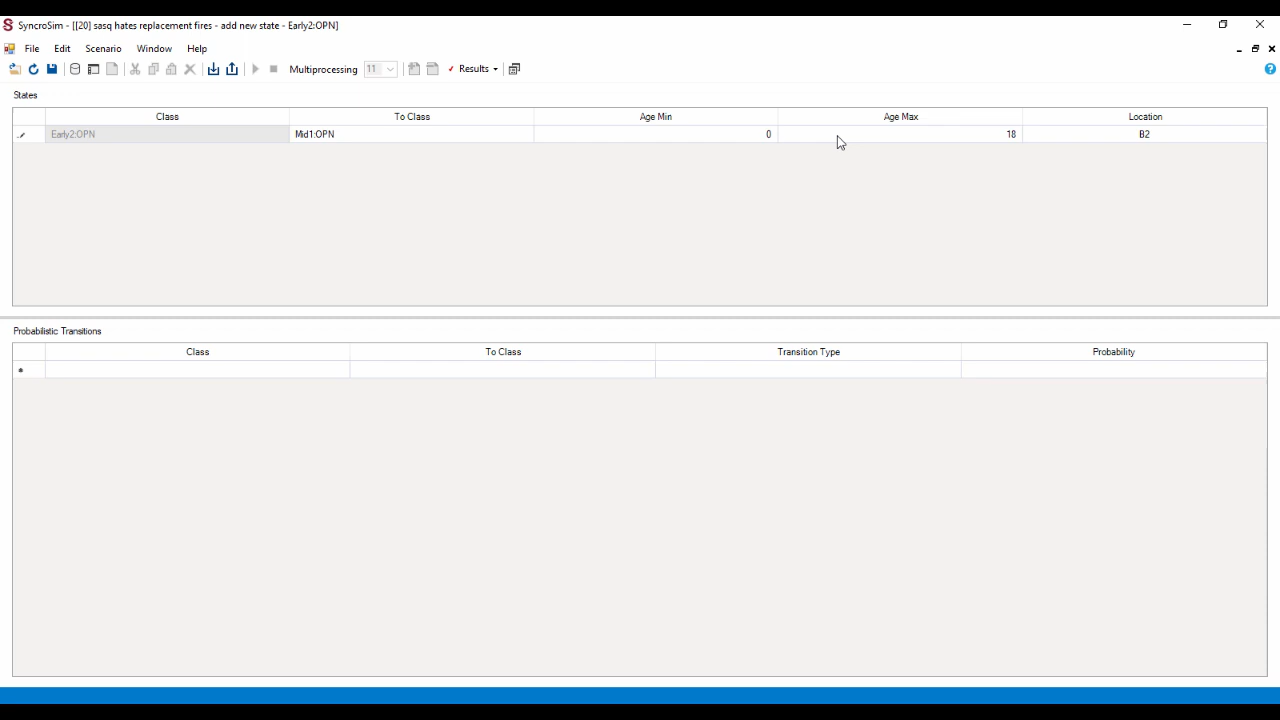 SyncroSim - [[20] sasq hates replacement fires - add new state - Early2:OPN]
File Edit Scenario Window Help
Multiprocessing 11 Results
States
Class To Class Age Min Age Max Location
Early2:OPN Mid1:OPN 0 18 B2
Probabilistic Transitions
Class To Class Transition Type Probability